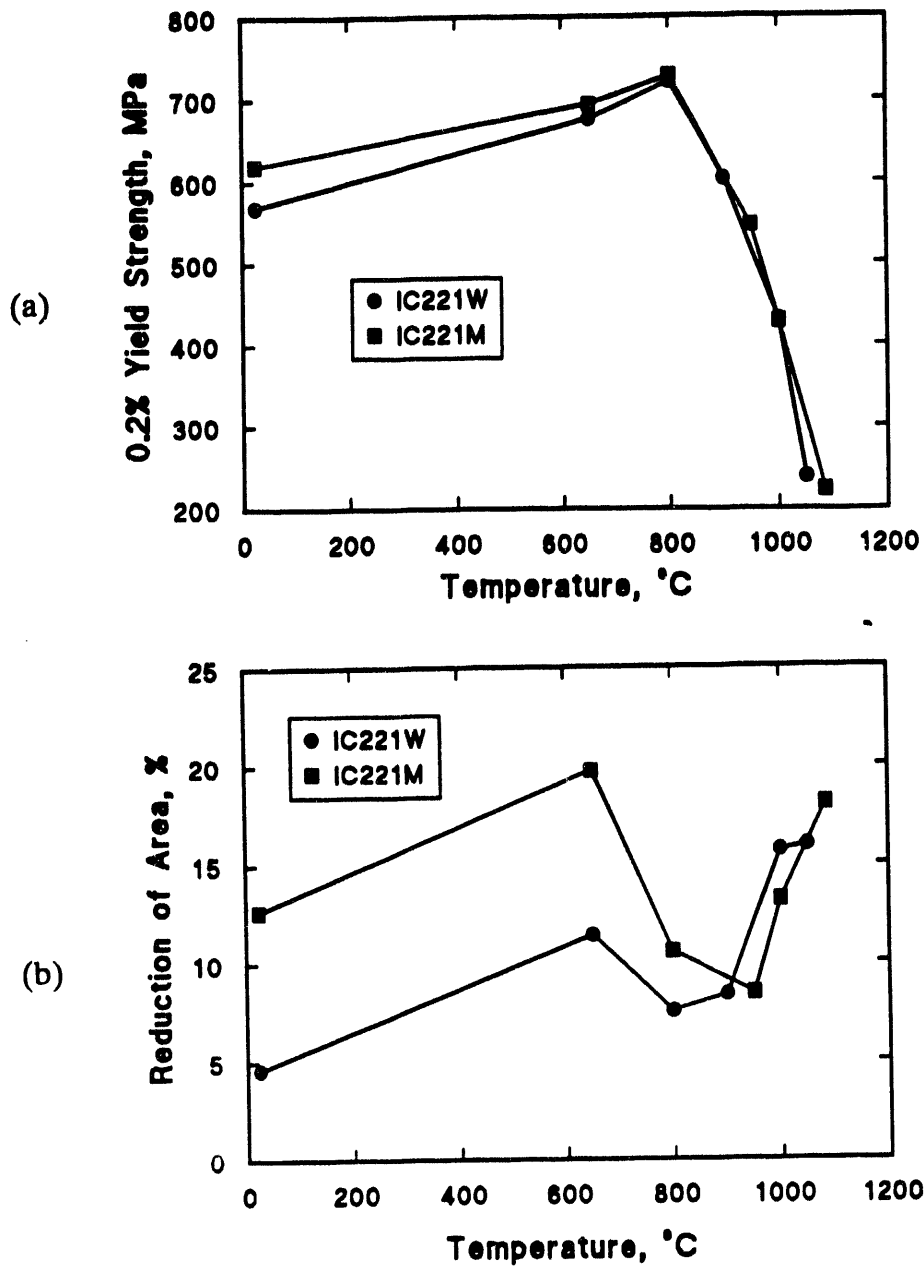 (a)
0.2% Yield Strength, MPa
800
700
600
500
400
300
200
IC221W
IC221M
0 200 400 600 800 1000 1200
Temperature, °C
(b)
Reduction of Area, %
25
20
15
10
5
0
IC221W
IC221M
0 200 400 600 800 1000 1200
Temperature, °C